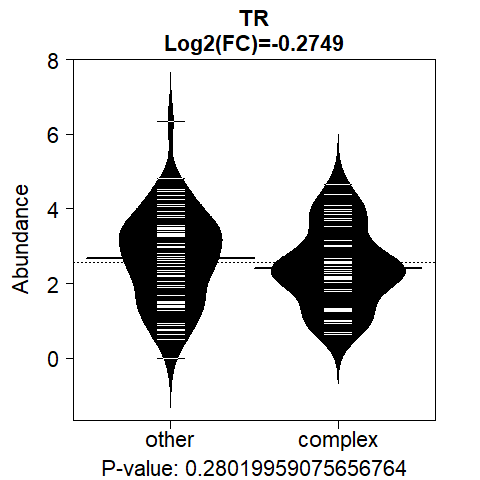 TR
Log2(FC)=-0.2749
8
6
4
2
0
Abundance
other complex
P-value: 0.28019959075656764